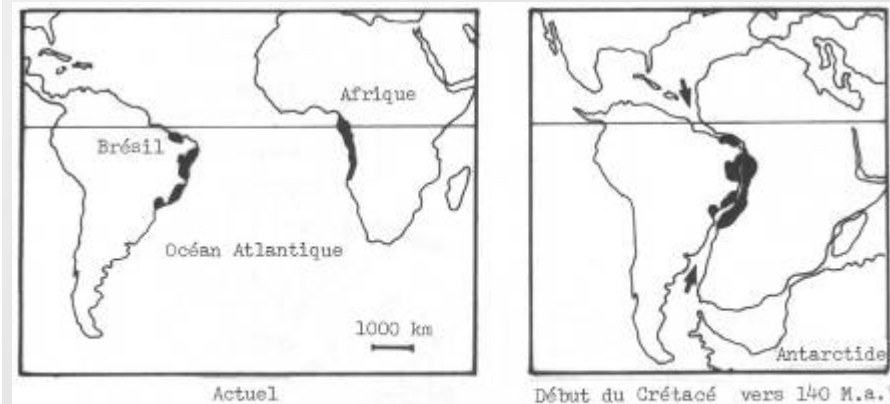 Afrique
Brésil
Océan Atlantique
1000 km
Actuel
Antarctide
Début du Crétacé vers 140 M.a.